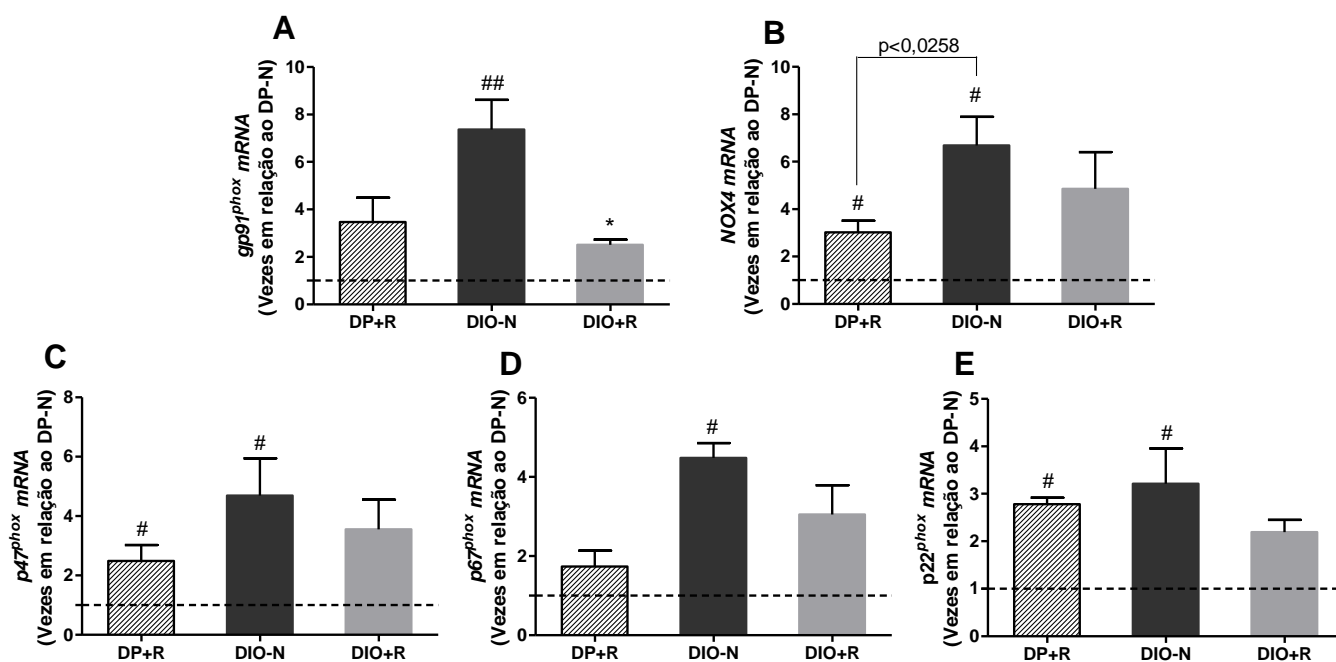 A
gp91phox mRNA
(Vezes em relação ao DP-N)
10
8
6
4
2
0
##
*
DP+R
DIO-N
DIO+R
B
p<0,0258
NOX4 mRNA
(Vezes em relação ao DP-N)
10
8
6
4
2
0
#
#
DP+R
DIO-N
DIO+R
C
p47phox mRNA
(Vezes em relação ao DP-N)
8
6
4
2
0
#
#
DP+R
DIO-N
DIO+R
D
p67phox mRNA
(Vezes em relação ao DP-N)
6
4
2
0
#
DP+R
DIO-N
DIO+R
E
p22phox mRNA
(Vezes em relação ao DP-N)
5
4
3
2
1
0
#
#
DP+R
DIO-N
DIO+R